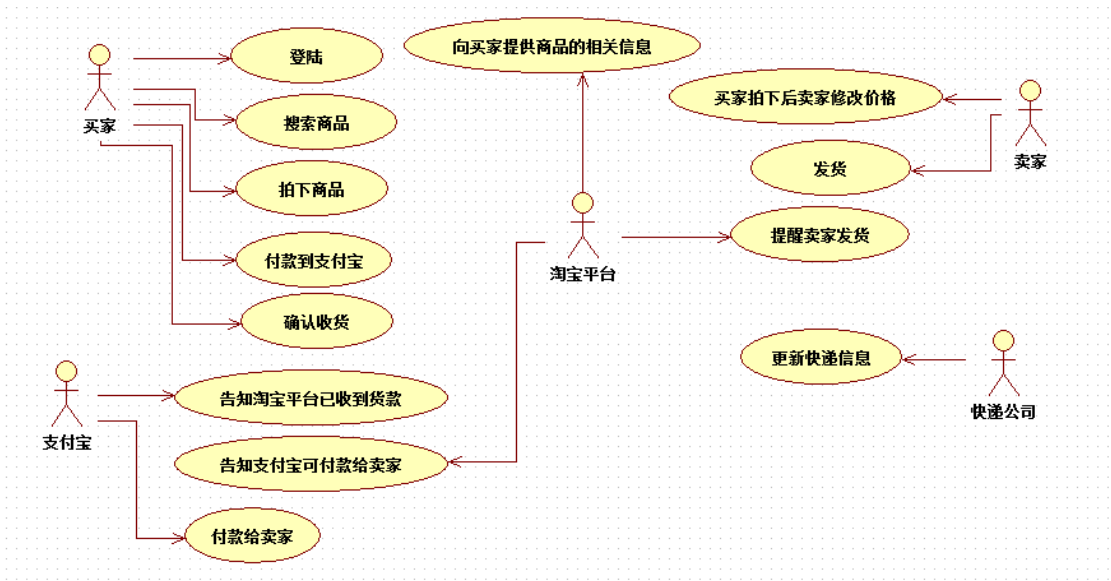 登陆
向买家提供商品的相关信息
买家拍下后卖家修改价格
买家
搜索商品
卖家
发货
拍下商品
提醒卖家发货
付款到支付宝
淘宝平台
确认收货
更新快递信息
告知淘宝平台已收到货款
快递公司
支付宝
告知支付宝可付款给卖家
付款给卖家